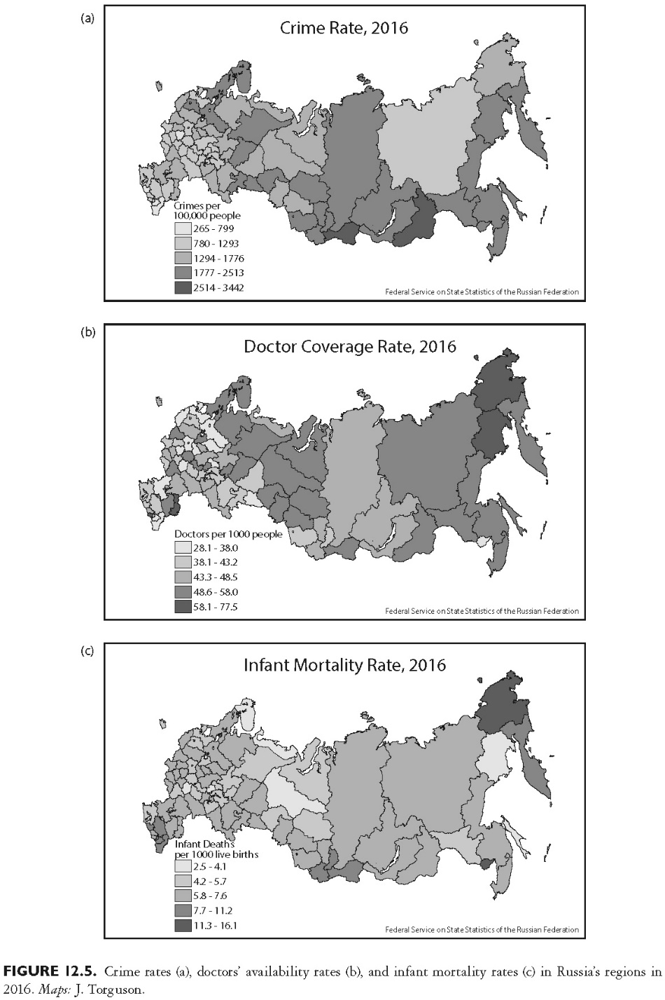 (a)
Crime Rate, 2016
Crimes per
100,000 people
265 - 799
780 - 1293
1294 - 1776
1777 - 2513
2514 - 3442
Federal Service on State Statistics of the Russian Federation
(b)
Doctor Coverage Rate, 2016
Doctors per 1000 people
28.1 - 38.0
38.1 - 43.2
43.3 - 48.5
48.6 - 58.0
58.1 - 77.5
Federal Service on State Statistics of the Russian Federation
(c)
Infant Mortality Rate, 2016
Infant Deaths
per 1000 live births
2.5 - 4.1
4.2 - 5.7
5.8 - 7.6
7.7 - 11.2
11.3 - 16.1
Federal Service on State Statistics of the Russian Federation
FIGURE 12.5. Crime rates (a), doctors’ availability rates (b), and infant mortality rates (c) in Russia’s regions in
2016. Maps: J. Torguson.